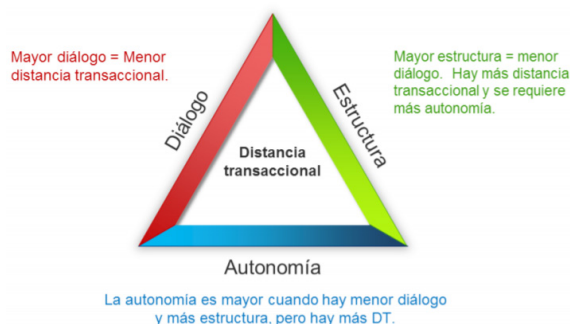 Mayor diálogo = Menor
distancia transaccional.
Mayor estructura = menor
diálogo. Hay más distancia
transaccional y se requiere
más autonomía.
Diálogo
Estructura
Distancia
transaccional
Autonomía
La autonomía es mayor cuando hay menor diálogo
y más estructura, pero hay más DT.